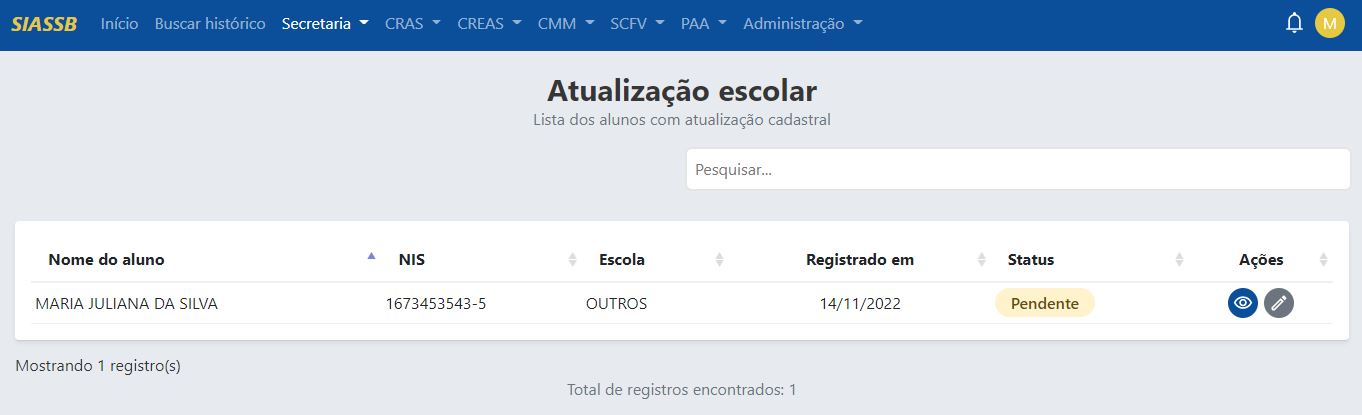 SIASSB Início Buscar histórico Secretaria CRAS CREAS CMM SCFV PAA Administração M
Atualização escolar
Lista dos alunos com atualização cadastral
Pesquisar...
Nome do aluno NIS Escola Registrado em Status Ações
MARIA JULIANA DA SILVA 1673453543-5 OUTROS 14/11/2022 Pendente
Mostrando 1 registro(s)
Total de registros encontrados: 1